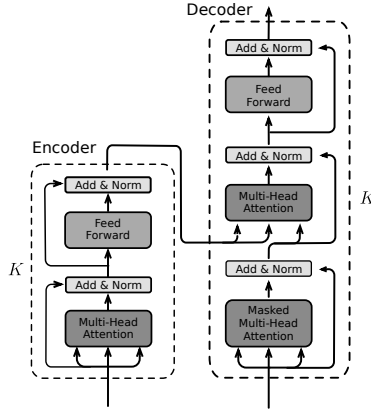 Decoder
Add & Norm
Feed
Forward
Add & Norm
Multi-Head
Attention
K
Add & Norm
Masked
Multi-Head
Attention
Encoder
Add & Norm
Feed
Forward
K
Add & Norm
Multi-Head
Attention